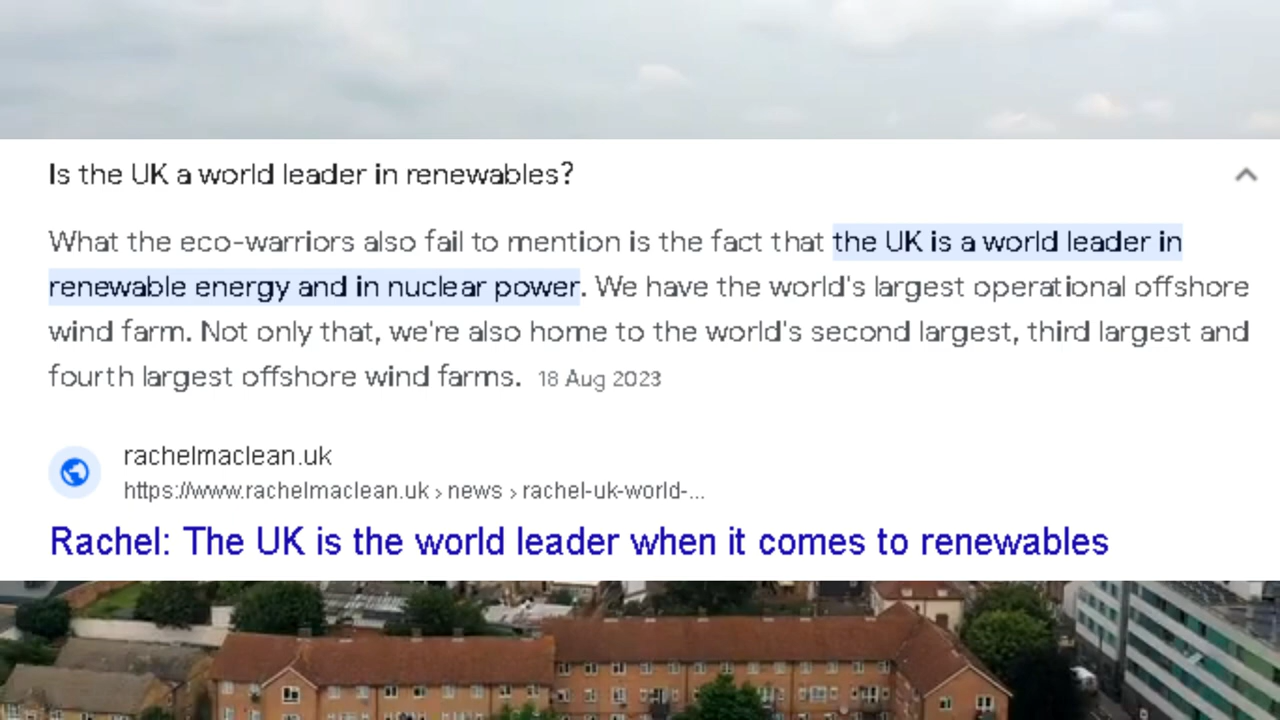 Is the UK a world leader in renewables?
What the eco-warriors also fail to mention is the fact that the UK is a world leader in
renewable energy and in nuclear power. We have the world's largest operational offshore
wind farm. Not only that, we're also home to the world's second largest, third largest and
fourth largest offshore wind farms. 18 Aug 2023
rachelmaclean.uk
https://www.rachelmaclean.uk › news › rachel-uk-world-...
Rachel: The UK is the world leader when it comes to renewables